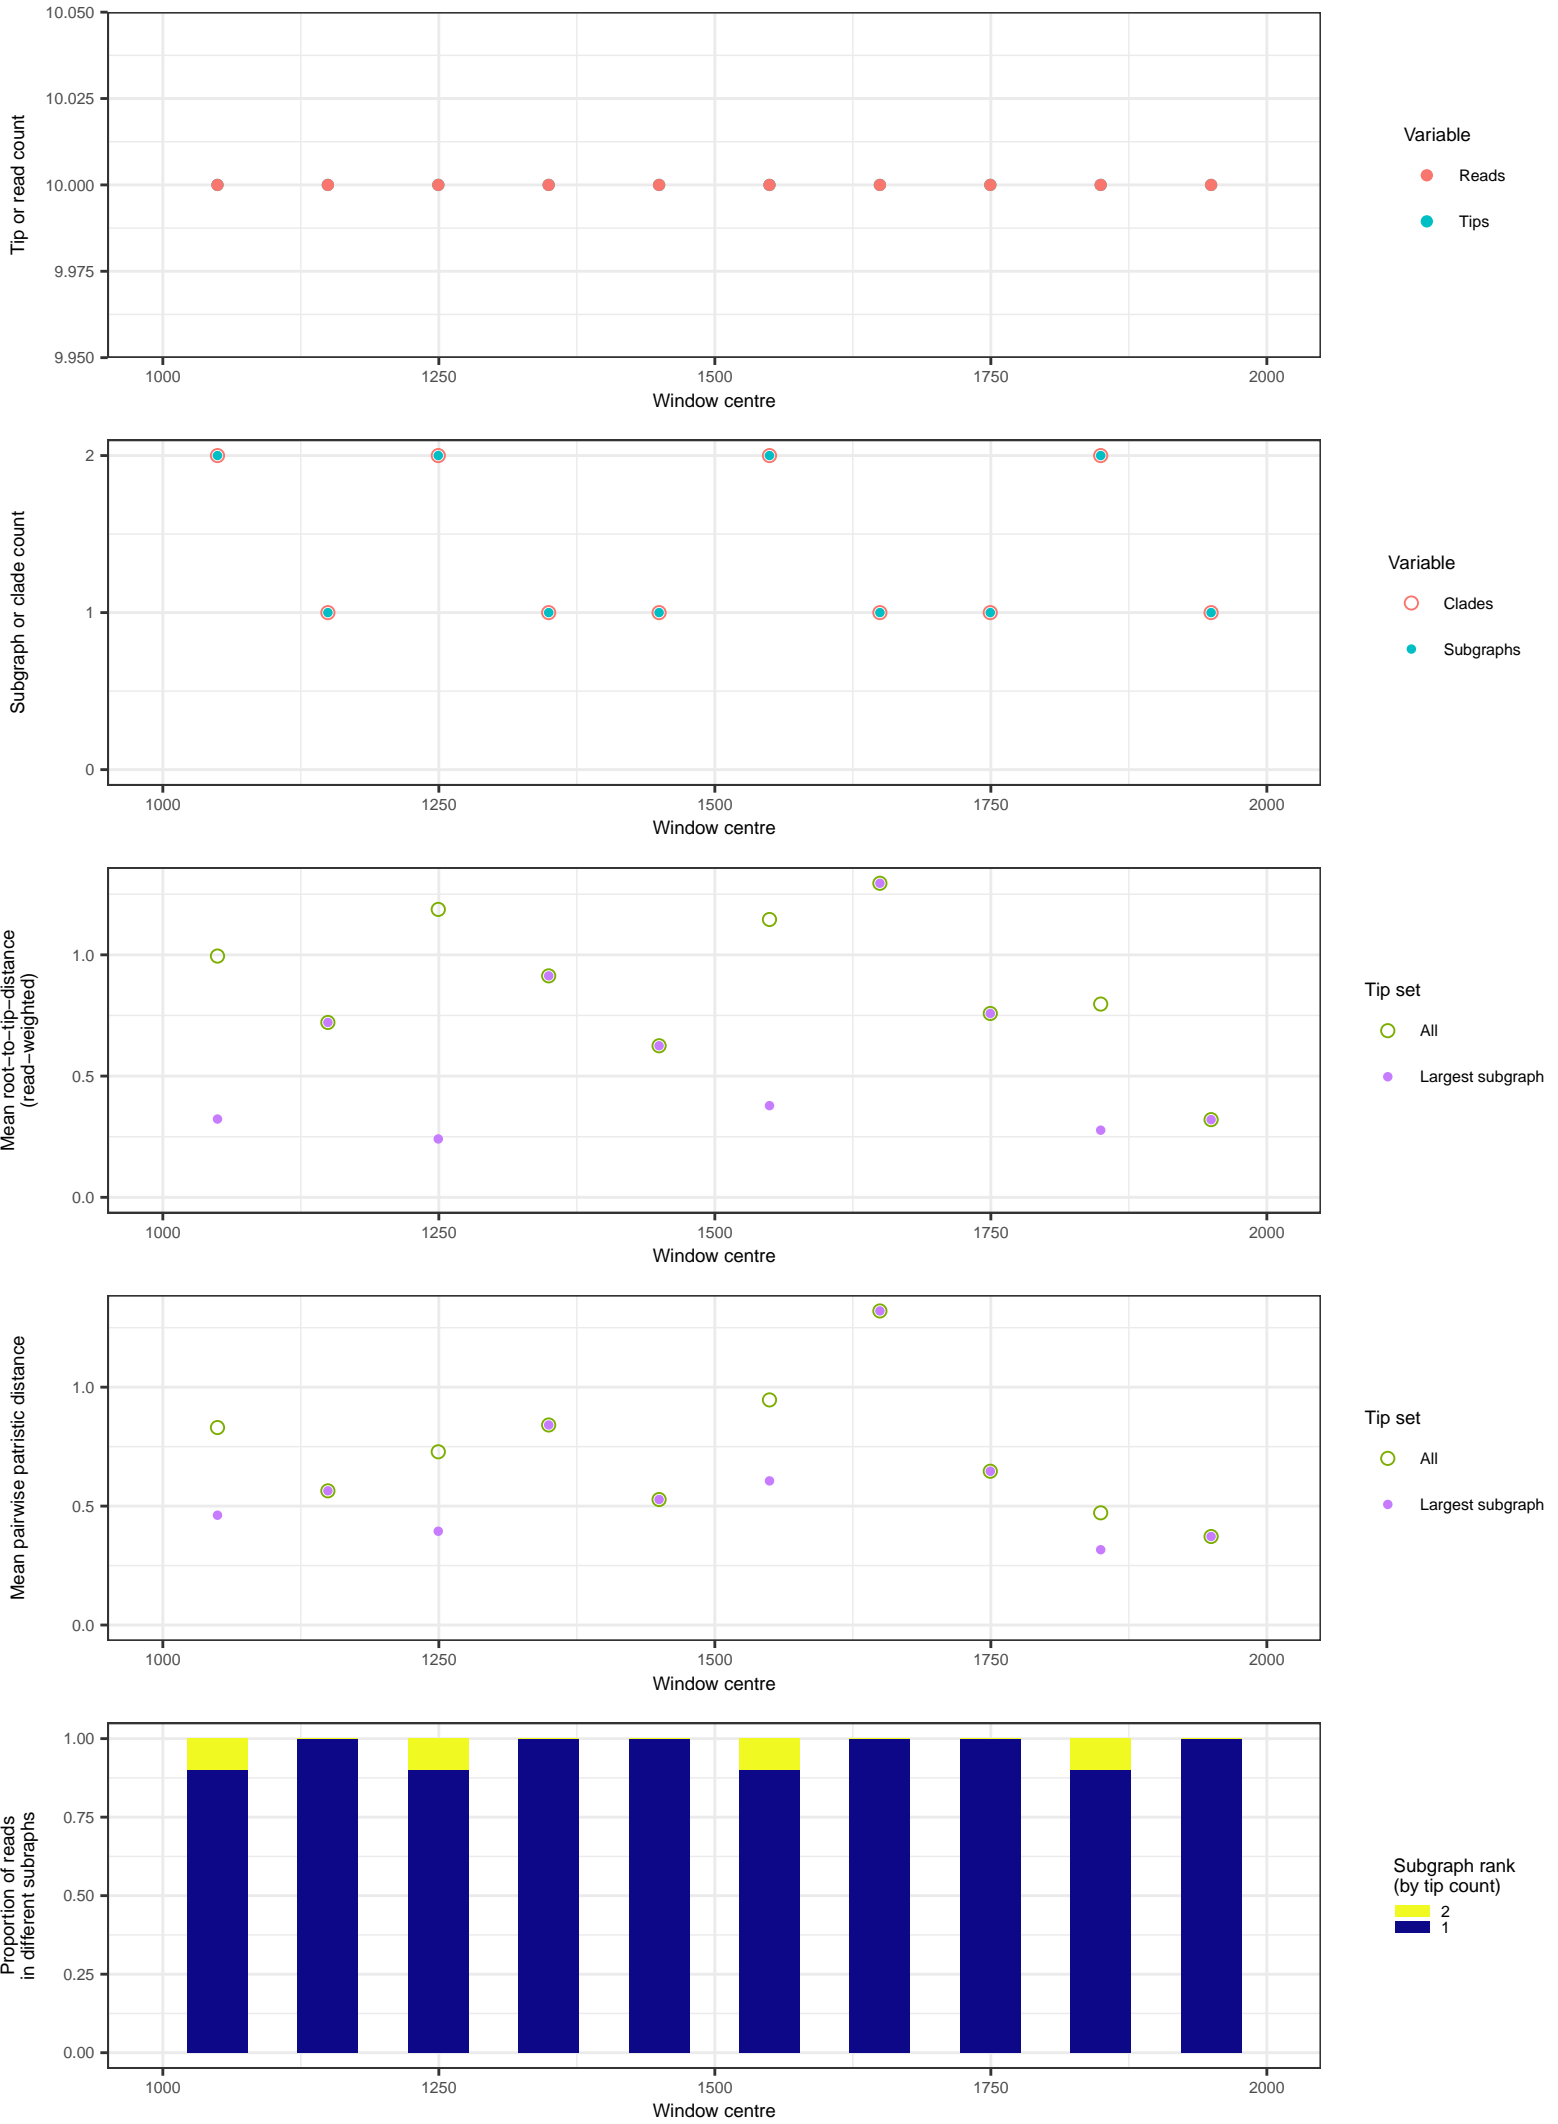 10.050
10.025
10.000
9.975
9.950
Tip or read count
1000 1250 1500 1750 2000
Window centre
Variable
Reads
Tips
2
1
0
Subgraph or clade count
1000 1250 1500 1750 2000
Window centre
Variable
Clades
Subgraphs
1.0
0.5
0.0
Mean root−to−tip−distance
(read−weighted)
1000 1250 1500 1750 2000
Window centre
Tip set
All
Largest subgraph
1.0
0.5
0.0
Mean pairwise patristic distance
1000 1250 1500 1750 2000
Window centre
Tip set
All
Largest subgraph
1.00
0.75
0.50
0.25
0.00
Proportion of reads
in different subraphs
1000 1250 1500 1750 2000
Window centre
Subgraph rank
(by tip count)
2
1